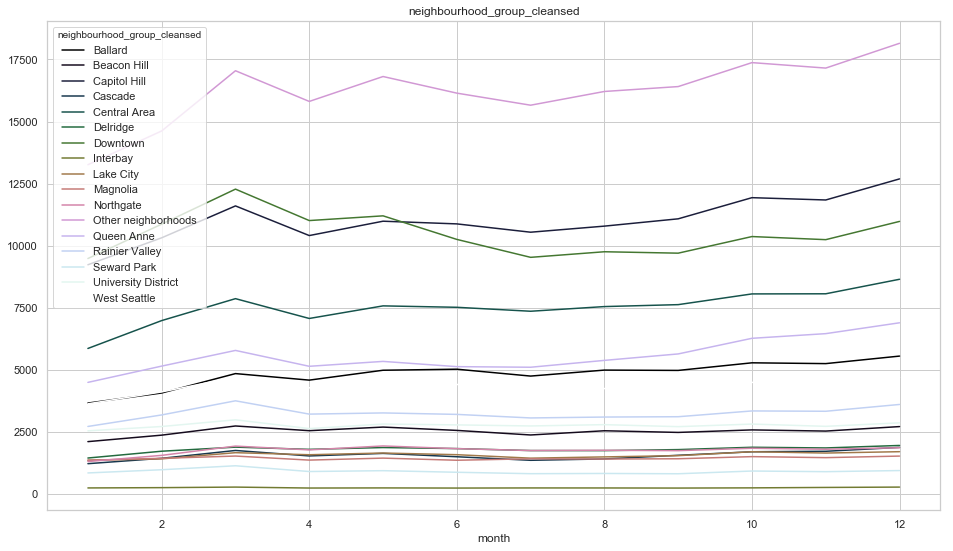 neighbourhood_group_cleansed
neighbourhood_group_cleansed
Ballard
Beacon Hill
Capitol Hill
Cascade
Central Area
Delridge
Downtown
Interbay
Lake City
Magnolia
Northgate
Other neighborhoods
Queen Anne
Rainier Valley
Seward Park
University District
West Seattle
17500
15000
12500
10000
7500
5000
2500
0
2 4 6 8 10 12
month